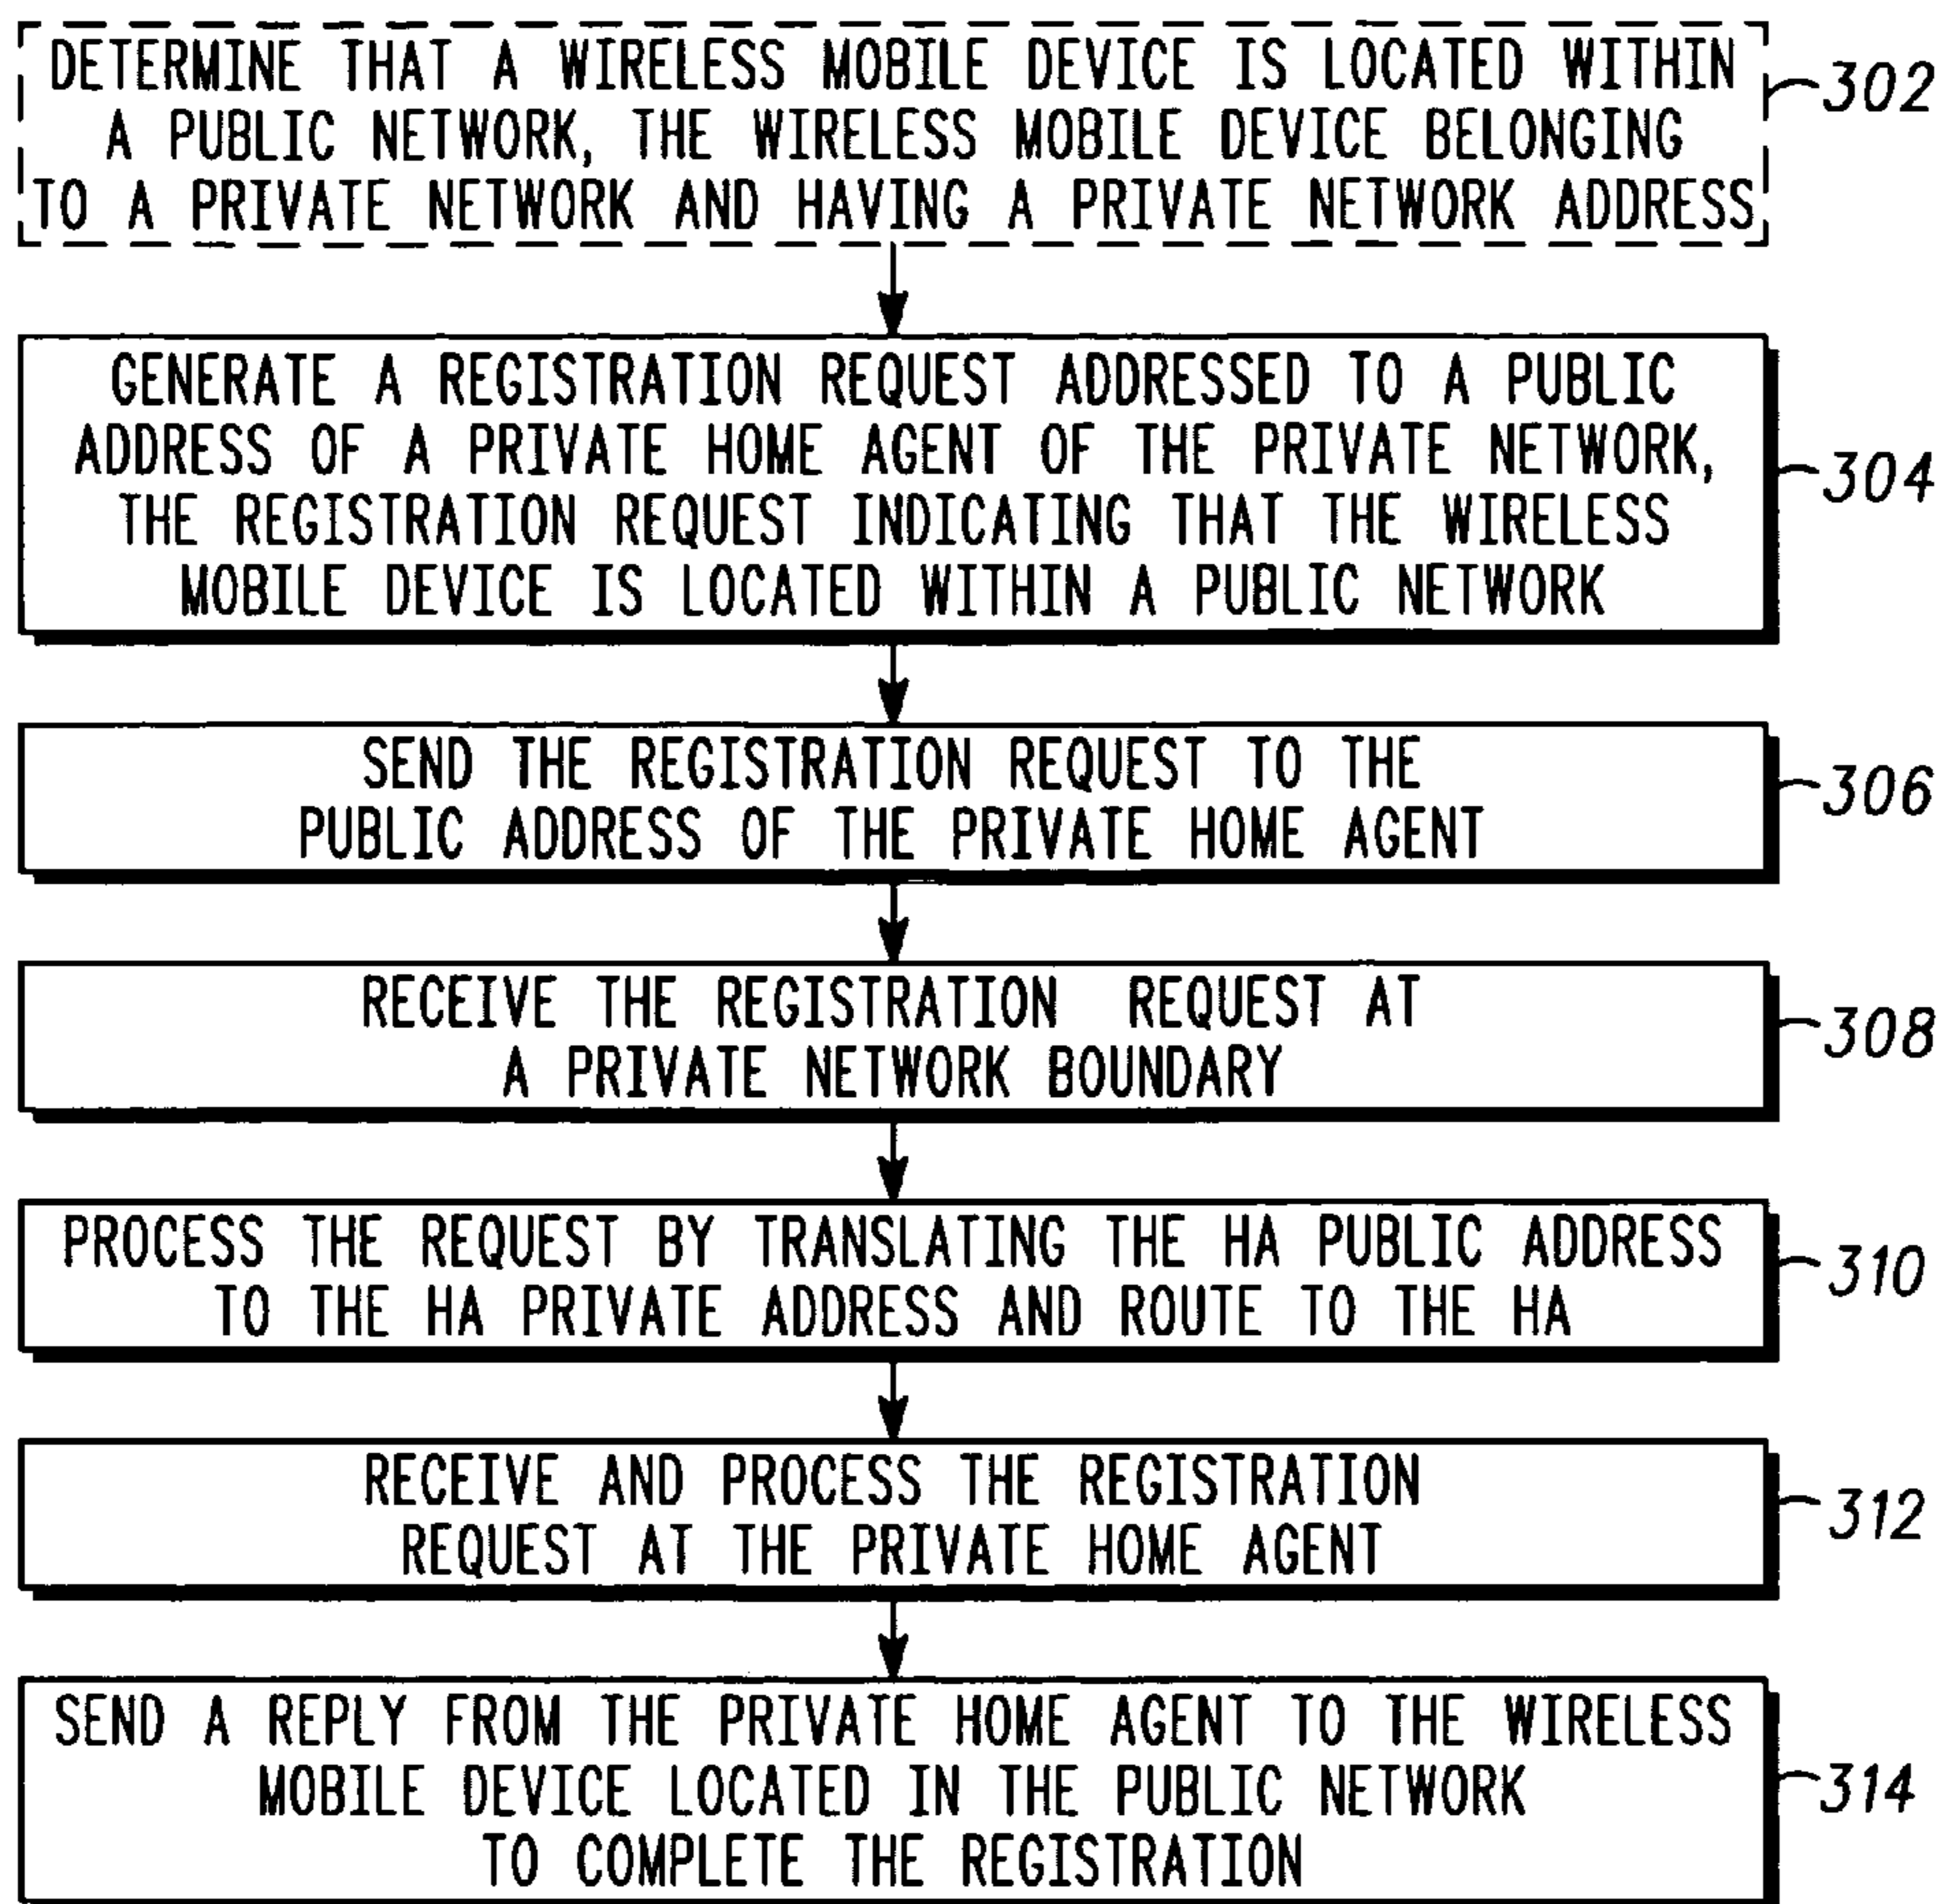 DETERMINE THAT A WIRELESS MOBILE DEVICE IS LOCATED WITHIN
A PUBLIC NETWORK, THE WIRELESS MOBILE DEVICE BELONGING
TO A PRIVATE NETWORK AND HAVING A PRIVATE NETWORK ADDRESS
302
GENERATE A REGISTRATION REQUEST ADDRESSED TO A PUBLIC
ADDRESS OF A PRIVATE HOME AGENT OF THE PRIVATE NETWORK,
THE REGISTRATION REQUEST INDICATING THAT THE WIRELESS
MOBILE DEVICE IS LOCATED WITHIN A PUBLIC NETWORK
304
SEND THE REGISTRATION REQUEST TO THE
PUBLIC ADDRESS OF THE PRIVATE HOME AGENT
306
RECEIVE THE REGISTRATION REQUEST AT
A PRIVATE NETWORK BOUNDARY
308
PROCESS THE REQUEST BY TRANSLATING THE HA PUBLIC ADDRESS
TO THE HA PRIVATE ADDRESS AND ROUTE TO THE HA
310
RECEIVE AND PROCESS THE REGISTRATION
REQUEST AT THE PRIVATE HOME AGENT
312
SEND A REPLY FROM THE PRIVATE HOME AGENT TO THE WIRELESS
MOBILE DEVICE LOCATED IN THE PUBLIC NETWORK
TO COMPLETE THE REGISTRATION
314